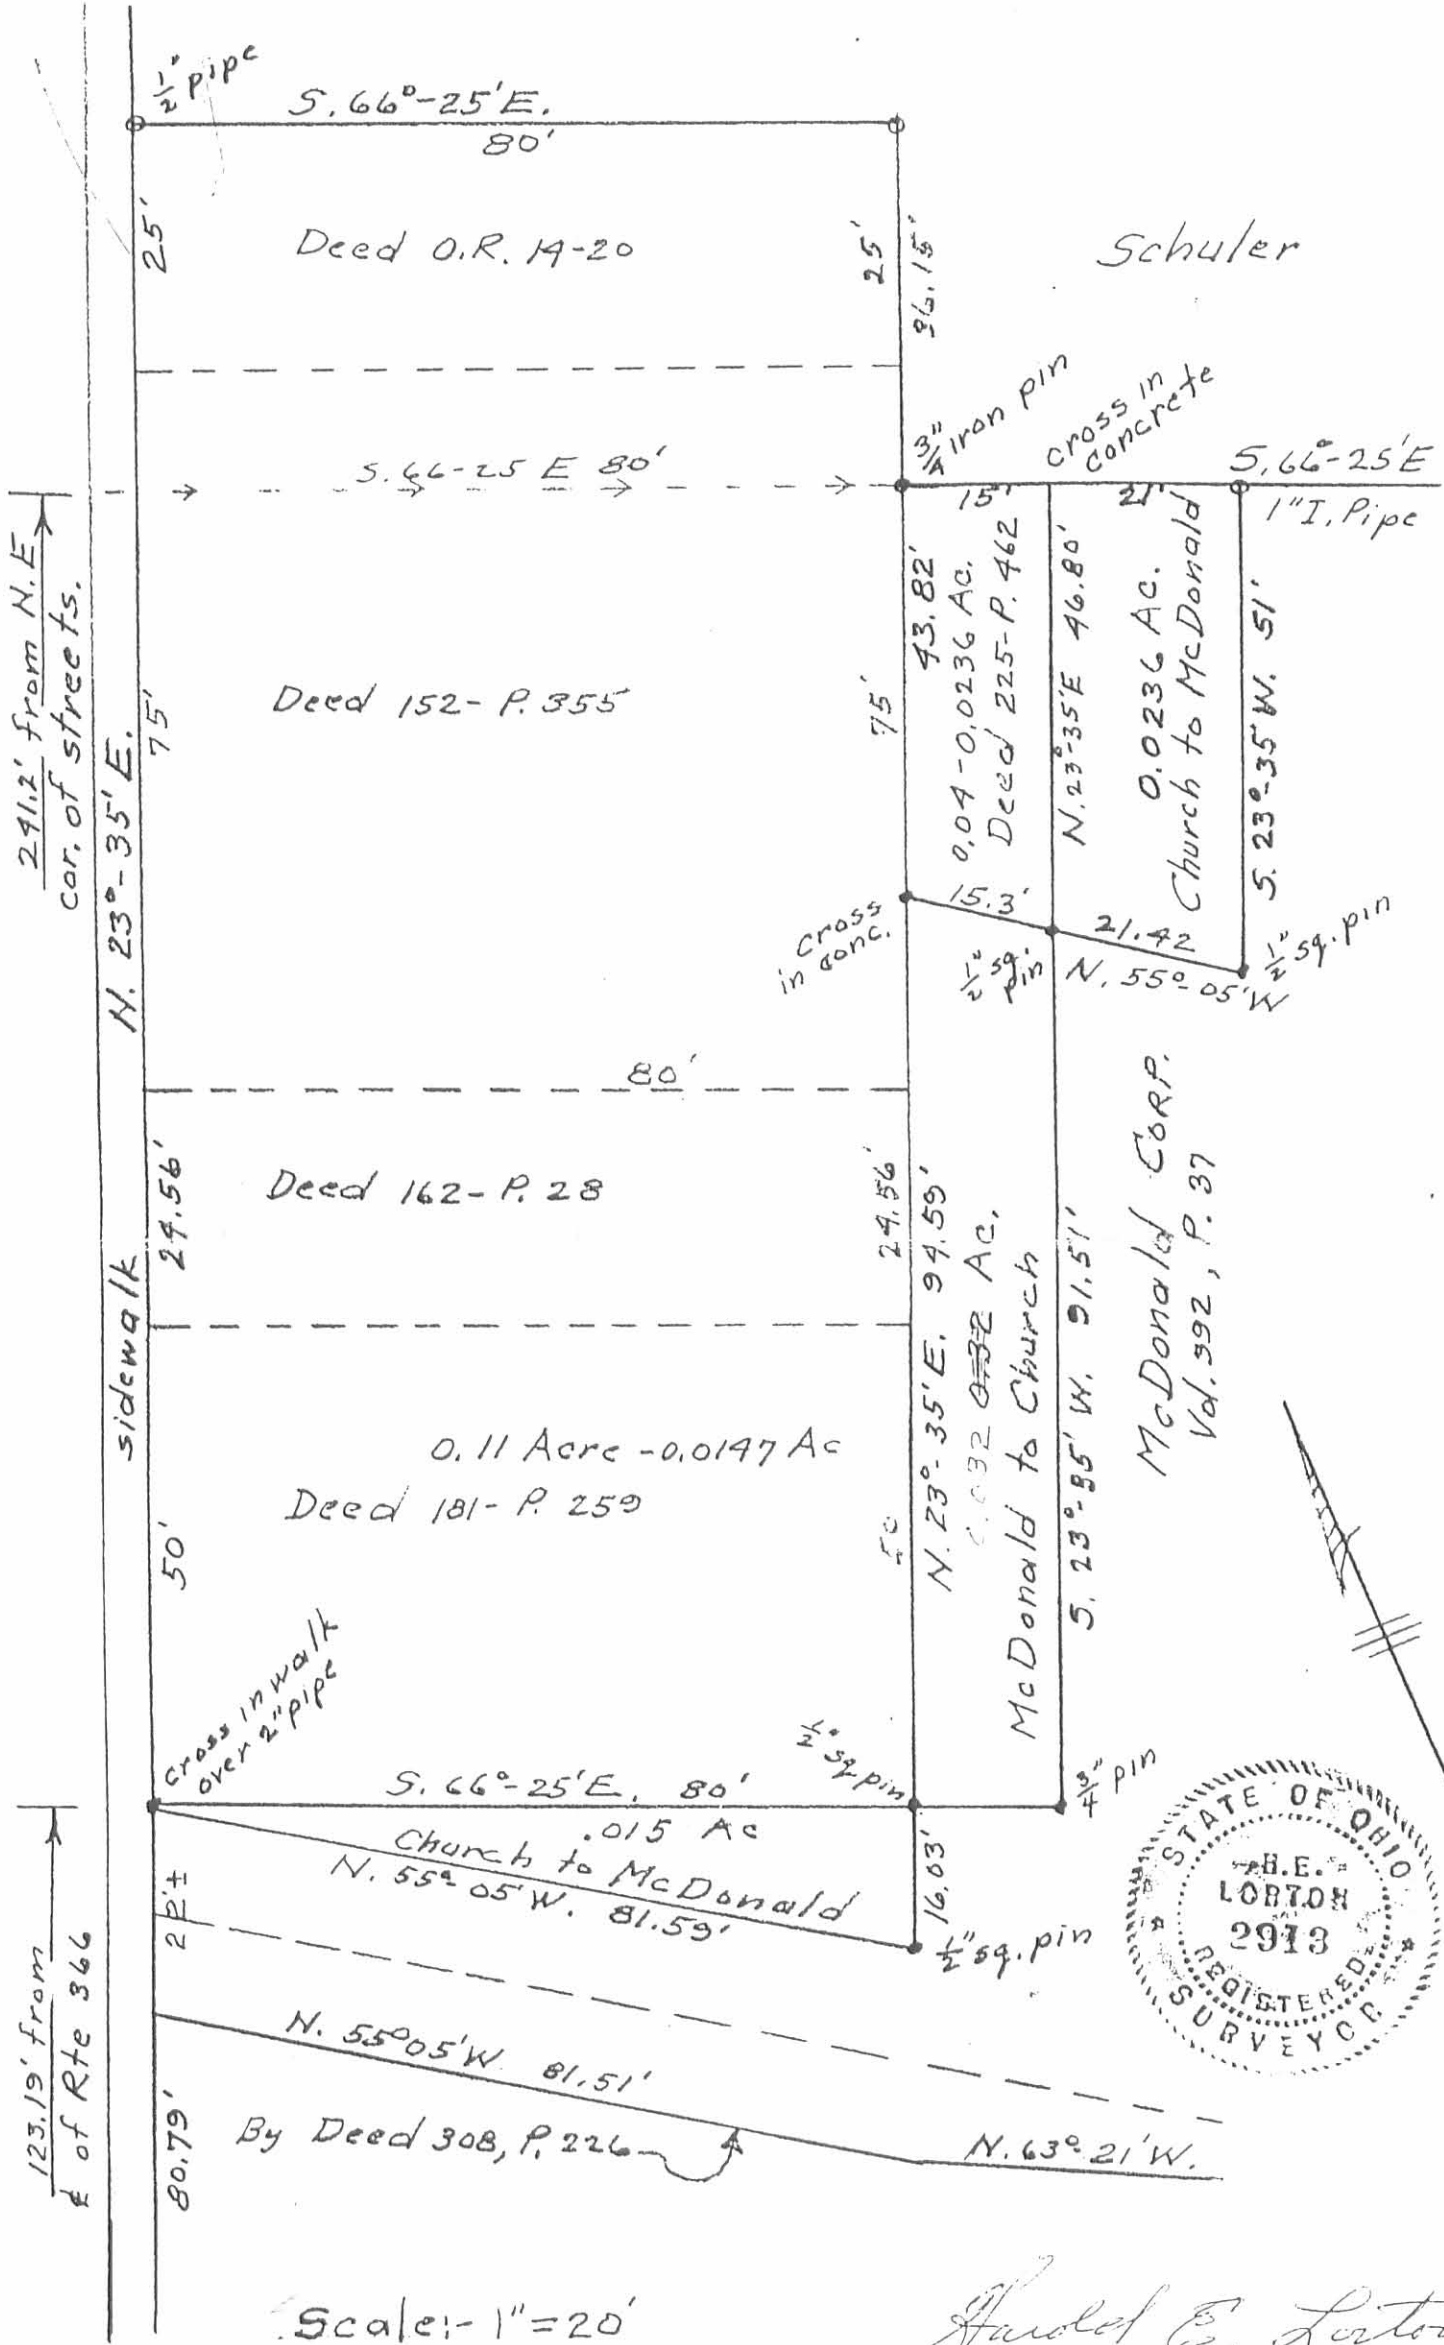 1/2" pipe
S. 66°-25' E.
80'
25'
Deed O.R. 14-20
25'
96.15'
Schuler
3/4" Iron pin
cross in
concrete
S. 66-25 E 80'
15'
21'
S. 66°-25' E
1" I. Pipe
241.2' from N.E.
cor. of streets.
N. 23°-35' E.
75'
Deed 152- P. 355
75'
43.82'
0.04-0.0236 Ac.
Deed 225-P. 462
N. 23°-35' E 46.80'
0.0236 Ac.
Church to McDonald
S. 23°-35' W. 51'
cross
in conc.
15.3'
1/2" sq.
pin
21.42
N. 55°-05' W
1/2" sq. pin
80'
24.56'
Deed 162- P. 28
24.56'
N. 23°-35' E. 94.59'
0.032 0.32 Ac.
McDonald to Church
S. 23°-35' W. 91.51'
McDonald Corp.
Vol. 392, P. 37
sidewalk
50'
0.11 Acre -0.0147 Ac
Deed 181- P. 259
50
cross in walk
over 2" pipe
1/2" sq. pin
3/4" pin
S. 66°-25' E. 80'
.015 Ac
Church to McDonald
N. 55°-05' W. 81.59'
16.03'
1/2" sq. pin
22'±
123.19' from
℄ of Rte 366
N. 55°05' W. 81.51'
80.79'
By Deed 308, P. 226
N. 63°-21' W.
STATE OF OHIO
H.E.
LORTON
2913
REGISTERED
SURVEYOR
Scale:- 1" = 20'
Harold E. Lorton